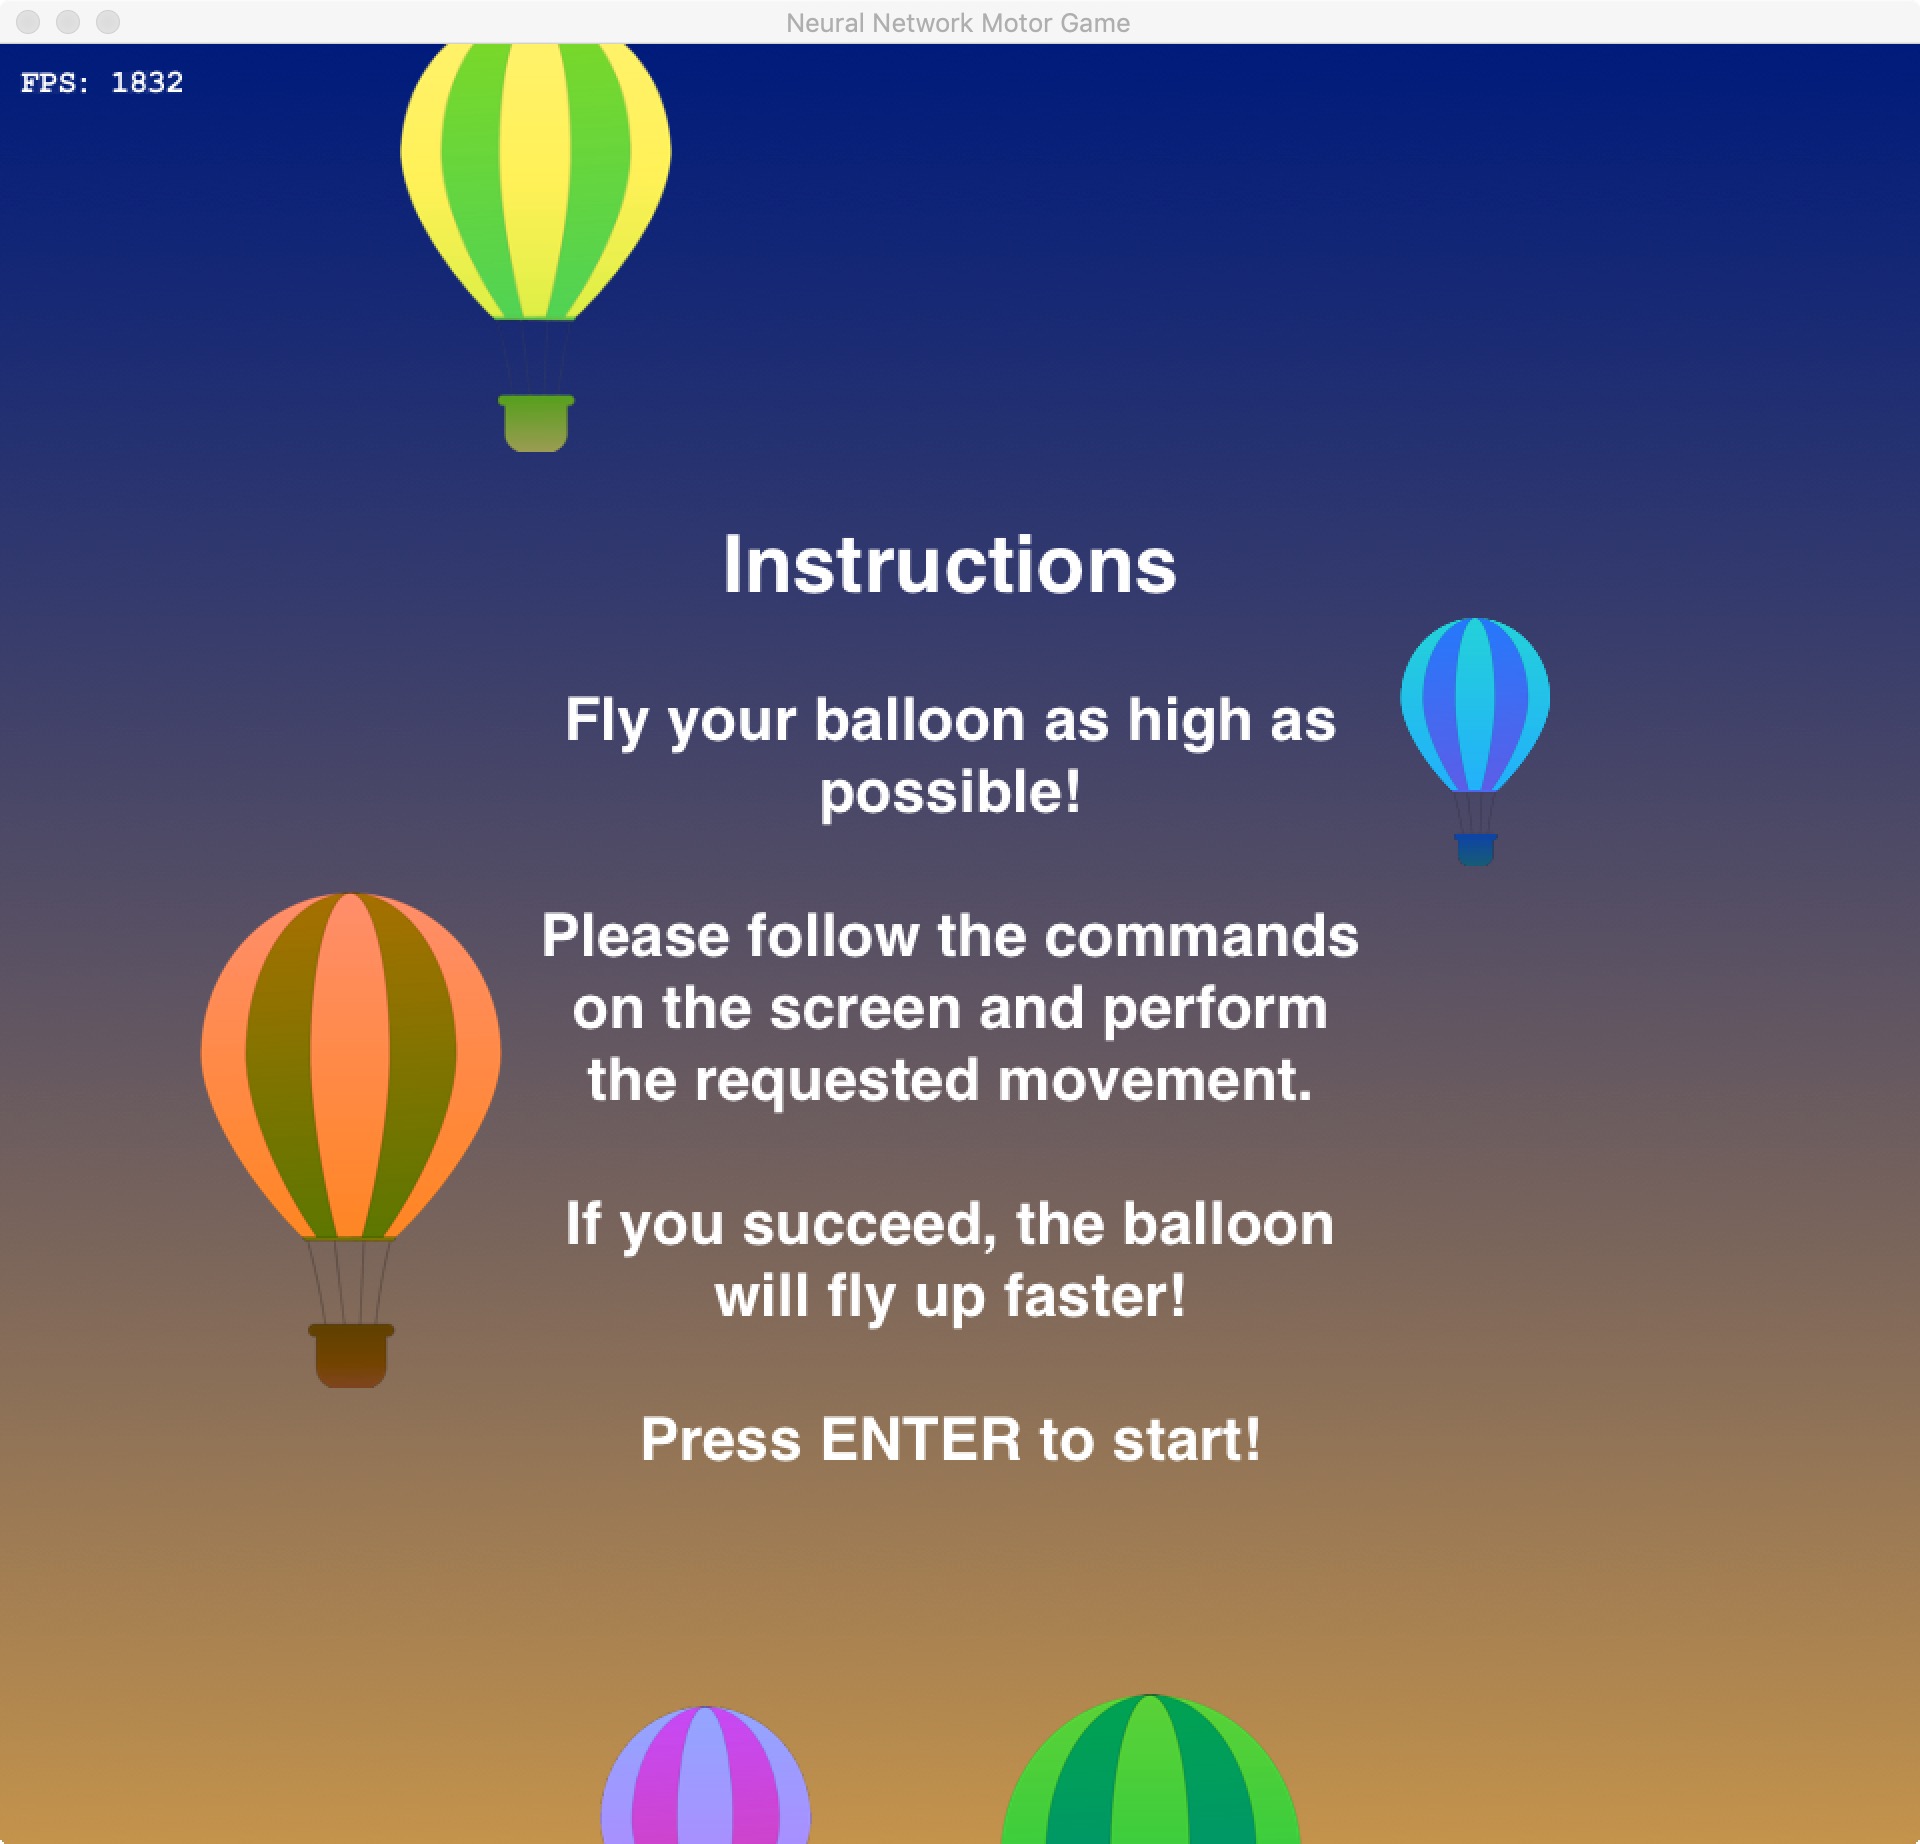 Neural Network Motor Game
FPS: 1832
Instructions
Fly your balloon as high as
possible!
Please follow the commands
on the screen and perform
the requested movement.
If you succeed, the balloon
will fly up faster!
Press ENTER to start!